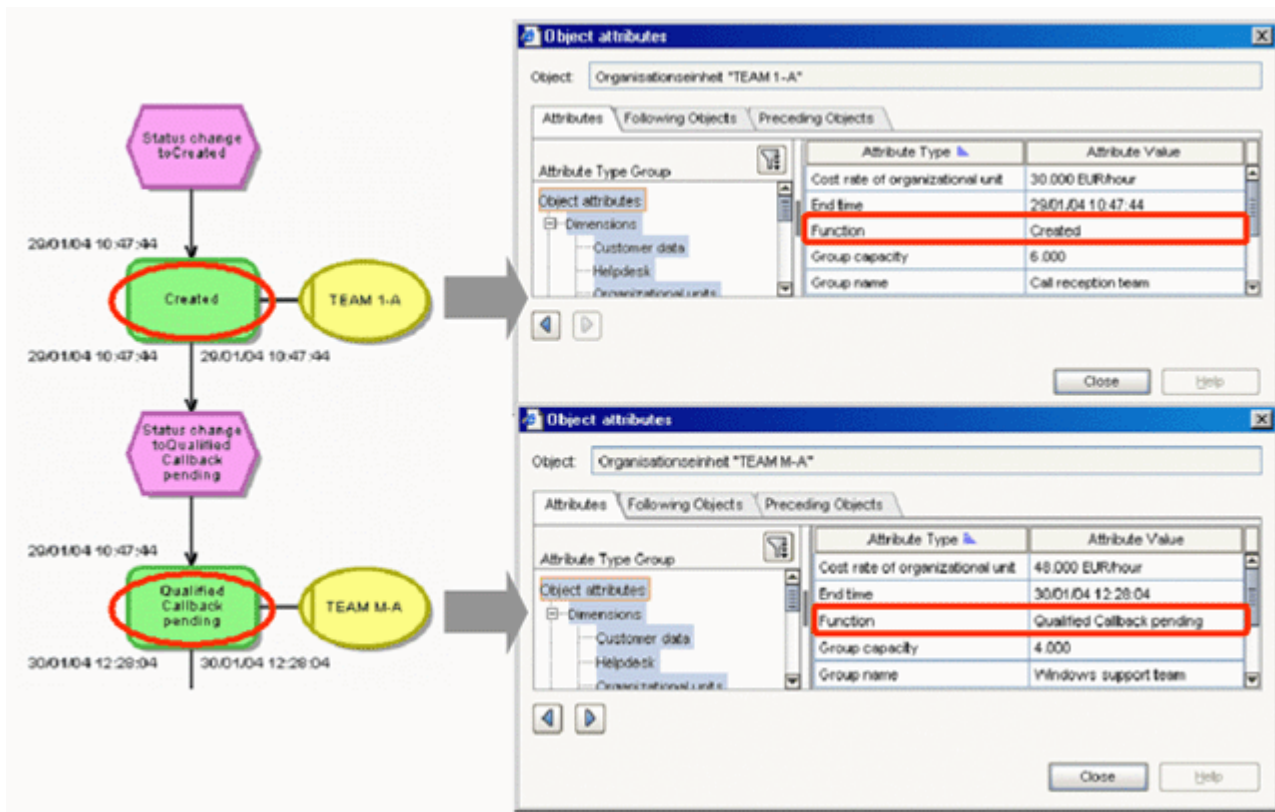 Status change
toCreated
29/01/04 10:47:44
Created
TEAM 1-A
29/01/04 10:47:44
29/01/04 10:47:44
Status change
toQualified
Callback
pending
29/01/04 10:47:44
Qualified
Callback
pending
TEAM M-A
30/01/04 12:28:04
30/01/04 12:28:04
Object attributes
Object: Organisationseinheit "TEAM 1-A"
Attributes Following Objects Preceding Objects
Attribute Type Group
Object attributes
Dimensions
Customer data
Helpdesk
Organizational units
Attribute Type Attribute Value
Cost rate of organizational unit 30.000 EUR/hour
End time 29/01/04 10:47:44
Function Created
Group capacity 6.000
Group name Call reception team
Close Help
Object attributes
Object: Organisationseinheit "TEAM M-A"
Attributes Following Objects Preceding Objects
Attribute Type Group
Object attributes
Dimensions
Customer data
Helpdesk
Organizational units
Attribute Type Attribute Value
Cost rate of organizational unit 48.000 EUR/hour
End time 30/01/04 12:28:04
Function Qualified Callback pending
Group capacity 4.000
Group name Windows support team
Close Help